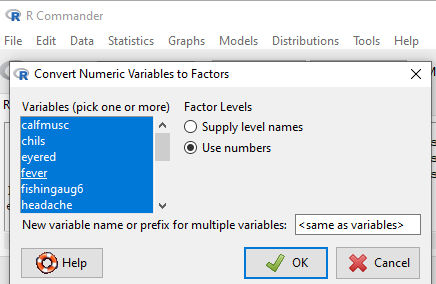 R Commander
File Edit Data Statistics Graphs Models Distributions Tools Help
R Convert Numeric Variables to Factors
Variables (pick one or more) Factor Levels
calfmusc
chils
eyered
fever
fishingaug6
headache
Supply level names
Use numbers
New variable name or prefix for multiple variables: <same as variables>
Help OK Cancel